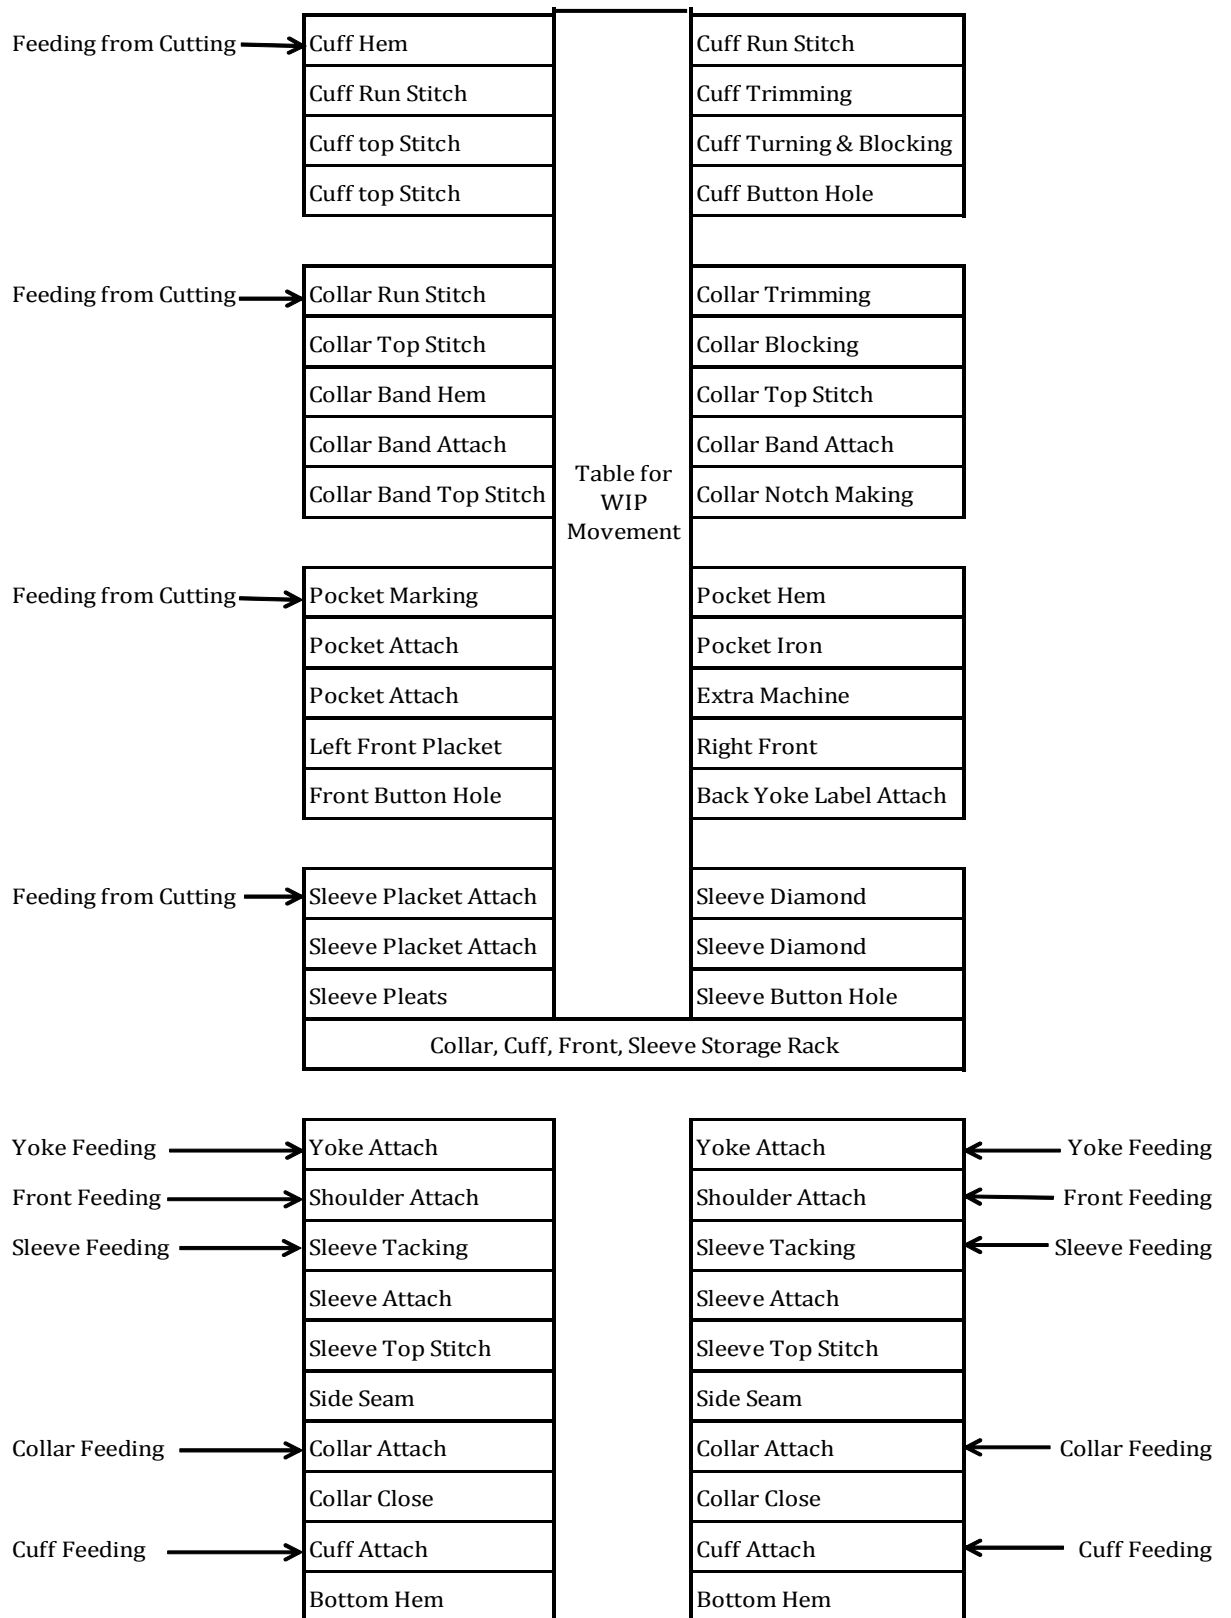 Feeding from Cutting
Cuff Hem
Cuff Run Stitch
Cuff Run Stitch
Cuff Trimming
Cuff top Stitch
Cuff Turning & Blocking
Cuff top Stitch
Cuff Button Hole
Feeding from Cutting
Collar Run Stitch
Collar Trimming
Collar Top Stitch
Collar Blocking
Collar Band Hem
Collar Top Stitch
Collar Band Attach
Collar Band Attach
Collar Band Top Stitch
Collar Notch Making
Table for
WIP
Movement
Feeding from Cutting
Pocket Marking
Pocket Hem
Pocket Attach
Pocket Iron
Pocket Attach
Extra Machine
Left Front Placket
Right Front
Front Button Hole
Back Yoke Label Attach
Feeding from Cutting
Sleeve Placket Attach
Sleeve Diamond
Sleeve Placket Attach
Sleeve Diamond
Sleeve Pleats
Sleeve Button Hole
Collar, Cuff, Front, Sleeve Storage Rack
Yoke Feeding
Yoke Attach
Yoke Attach
Yoke Feeding
Front Feeding
Shoulder Attach
Shoulder Attach
Front Feeding
Sleeve Feeding
Sleeve Tacking
Sleeve Tacking
Sleeve Feeding
Sleeve Attach
Sleeve Attach
Sleeve Top Stitch
Sleeve Top Stitch
Side Seam
Side Seam
Collar Feeding
Collar Attach
Collar Attach
Collar Feeding
Collar Close
Collar Close
Cuff Feeding
Cuff Attach
Cuff Attach
Cuff Feeding
Bottom Hem
Bottom Hem